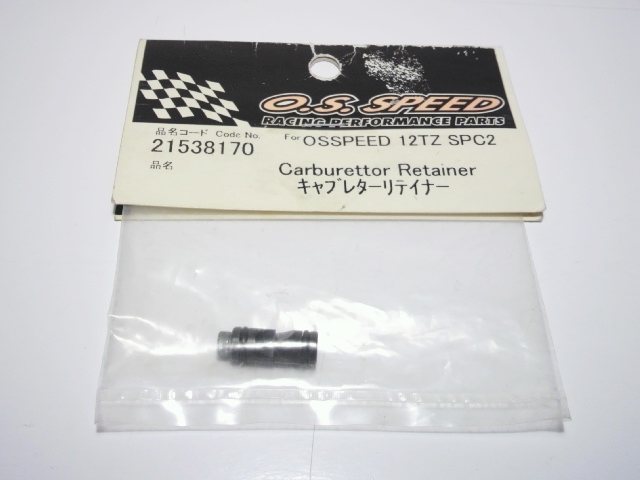 O.S. SPEED
RACING PERFORMANCE PARTS
品名コード Code No. For OSSPEED 12TZ SPC2
21538170
品名 Carburettor Retainer
キャブレターリテイナー